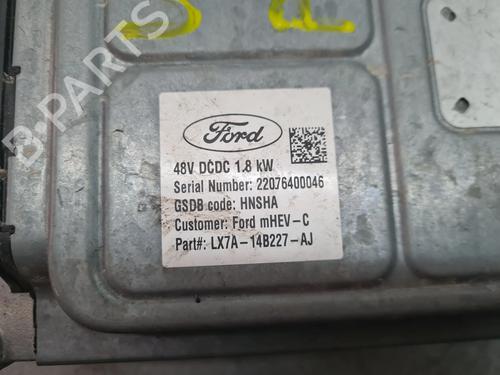 Ford
48V DCDC 1.8 kW
Serial Number: 22076400046
GSDB code: HNSHA
Customer: Ford mHEV-C
Part#: LX7A-14B227-AJ
B-PARTS